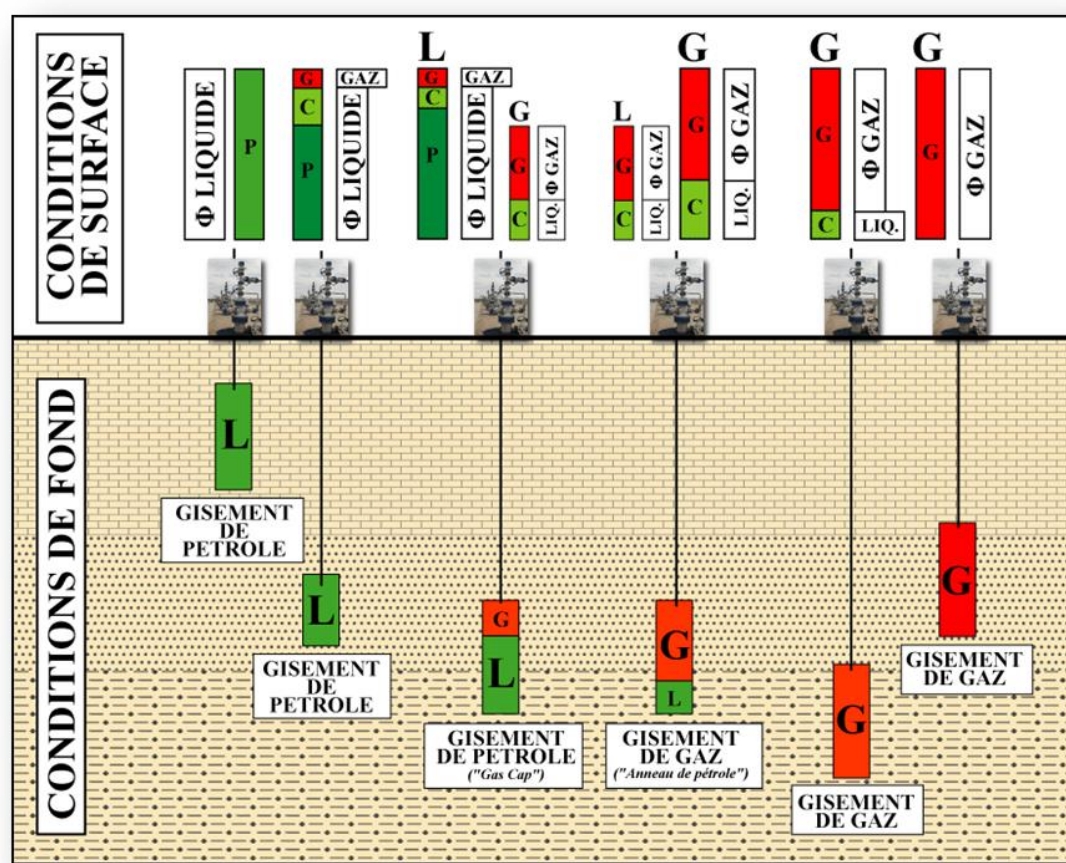 CONDITIONS
DE SURFACE
Φ LIQUIDE
P
G
C
P
GAZ
Φ LIQUIDE
L
G
C
P
GAZ
Φ LIQUIDE
G
G
C
Φ GAZ
LIQ.
L
G
C
Φ GAZ
LIQ.
G
G
C
Φ GAZ
LIQ.
G
G
C
Φ GAZ
LIQ.
G
G
Φ GAZ
CONDITIONS DE FOND
L
GISEMENT
DE
PETROLE
L
GISEMENT
DE
PETROLE
G
L
GISEMENT
DE PETROLE
("Gas Cap")
G
L
GISEMENT
DE GAZ
("Anneau de pétrole")
G
GISEMENT
DE GAZ
G
GISEMENT
DE GAZ